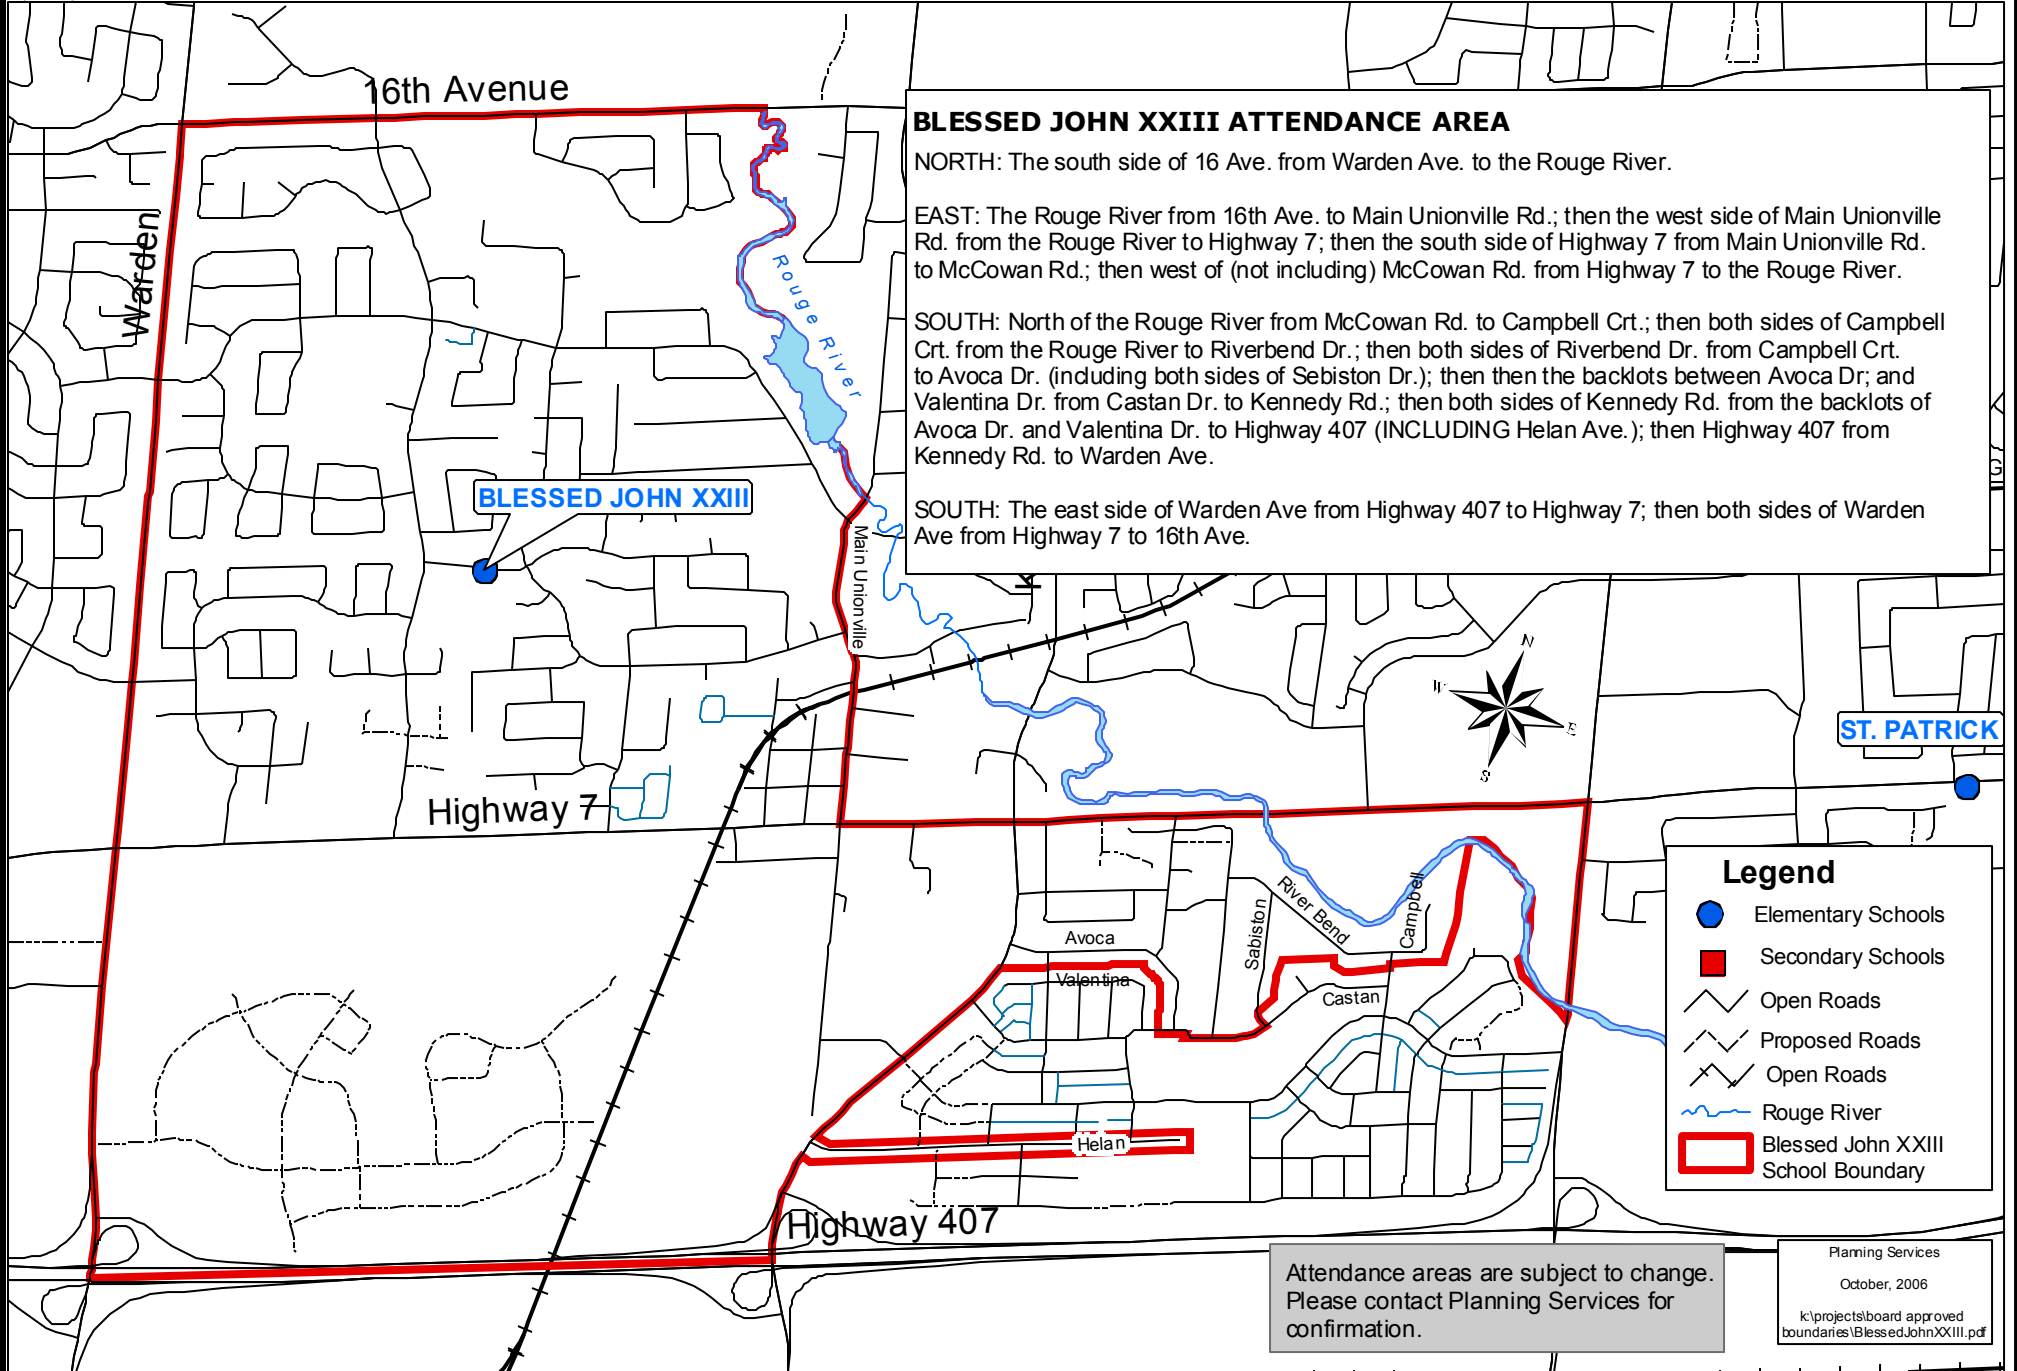 16th Avenue
BLESSED JOHN XXIII ATTENDANCE AREA
NORTH: The south side of 16 Ave. from Warden Ave. to the Rouge River.
EAST: The Rouge River from 16th Ave. to Main Unionville Rd.; then the west side of Main Unionville
Rd. from the Rouge River to Highway 7; then the south side of Highway 7 from Main Unionville Rd.
to McCowan Rd.; then west of (not including) McCowan Rd. from Highway 7 to the Rouge River.
SOUTH: North of the Rouge River from McCowan Rd. to Campbell Crt.; then both sides of Campbell
Crt. from the Rouge River to Riverbend Dr.; then both sides of Riverbend Dr. from Campbell Crt.
to Avoca Dr. (including both sides of Sebiston Dr.); then then the backlots between Avoca Dr; and
Valentina Dr. from Castan Dr. to Kennedy Rd.; then both sides of Kennedy Rd. from the backlots of
Avoca Dr. and Valentina Dr. to Highway 407 (INCLUDING Helan Ave.); then Highway 407 from
Kennedy Rd. to Warden Ave.
SOUTH: The east side of Warden Ave from Highway 407 to Highway 7; then both sides of Warden
Ave from Highway 7 to 16th Ave.
Warden
Rouge River
BLESSED JOHN XXIII
Main Unionville
N
W
E
S
ST. PATRICK
Highway 7
River Bend
Campbell
Sabiston
Avoca
Valentina
Castan
Helan
Highway 407
Legend
Elementary Schools
Secondary Schools
Open Roads
Proposed Roads
Open Roads
Rouge River
Blessed John XXIII
School Boundary
Attendance areas are subject to change.
Please contact Planning Services for
confirmation.
Planning Services
October, 2006
k:\projects\board approved
boundaries\BlessedJohnXXIII.pdf